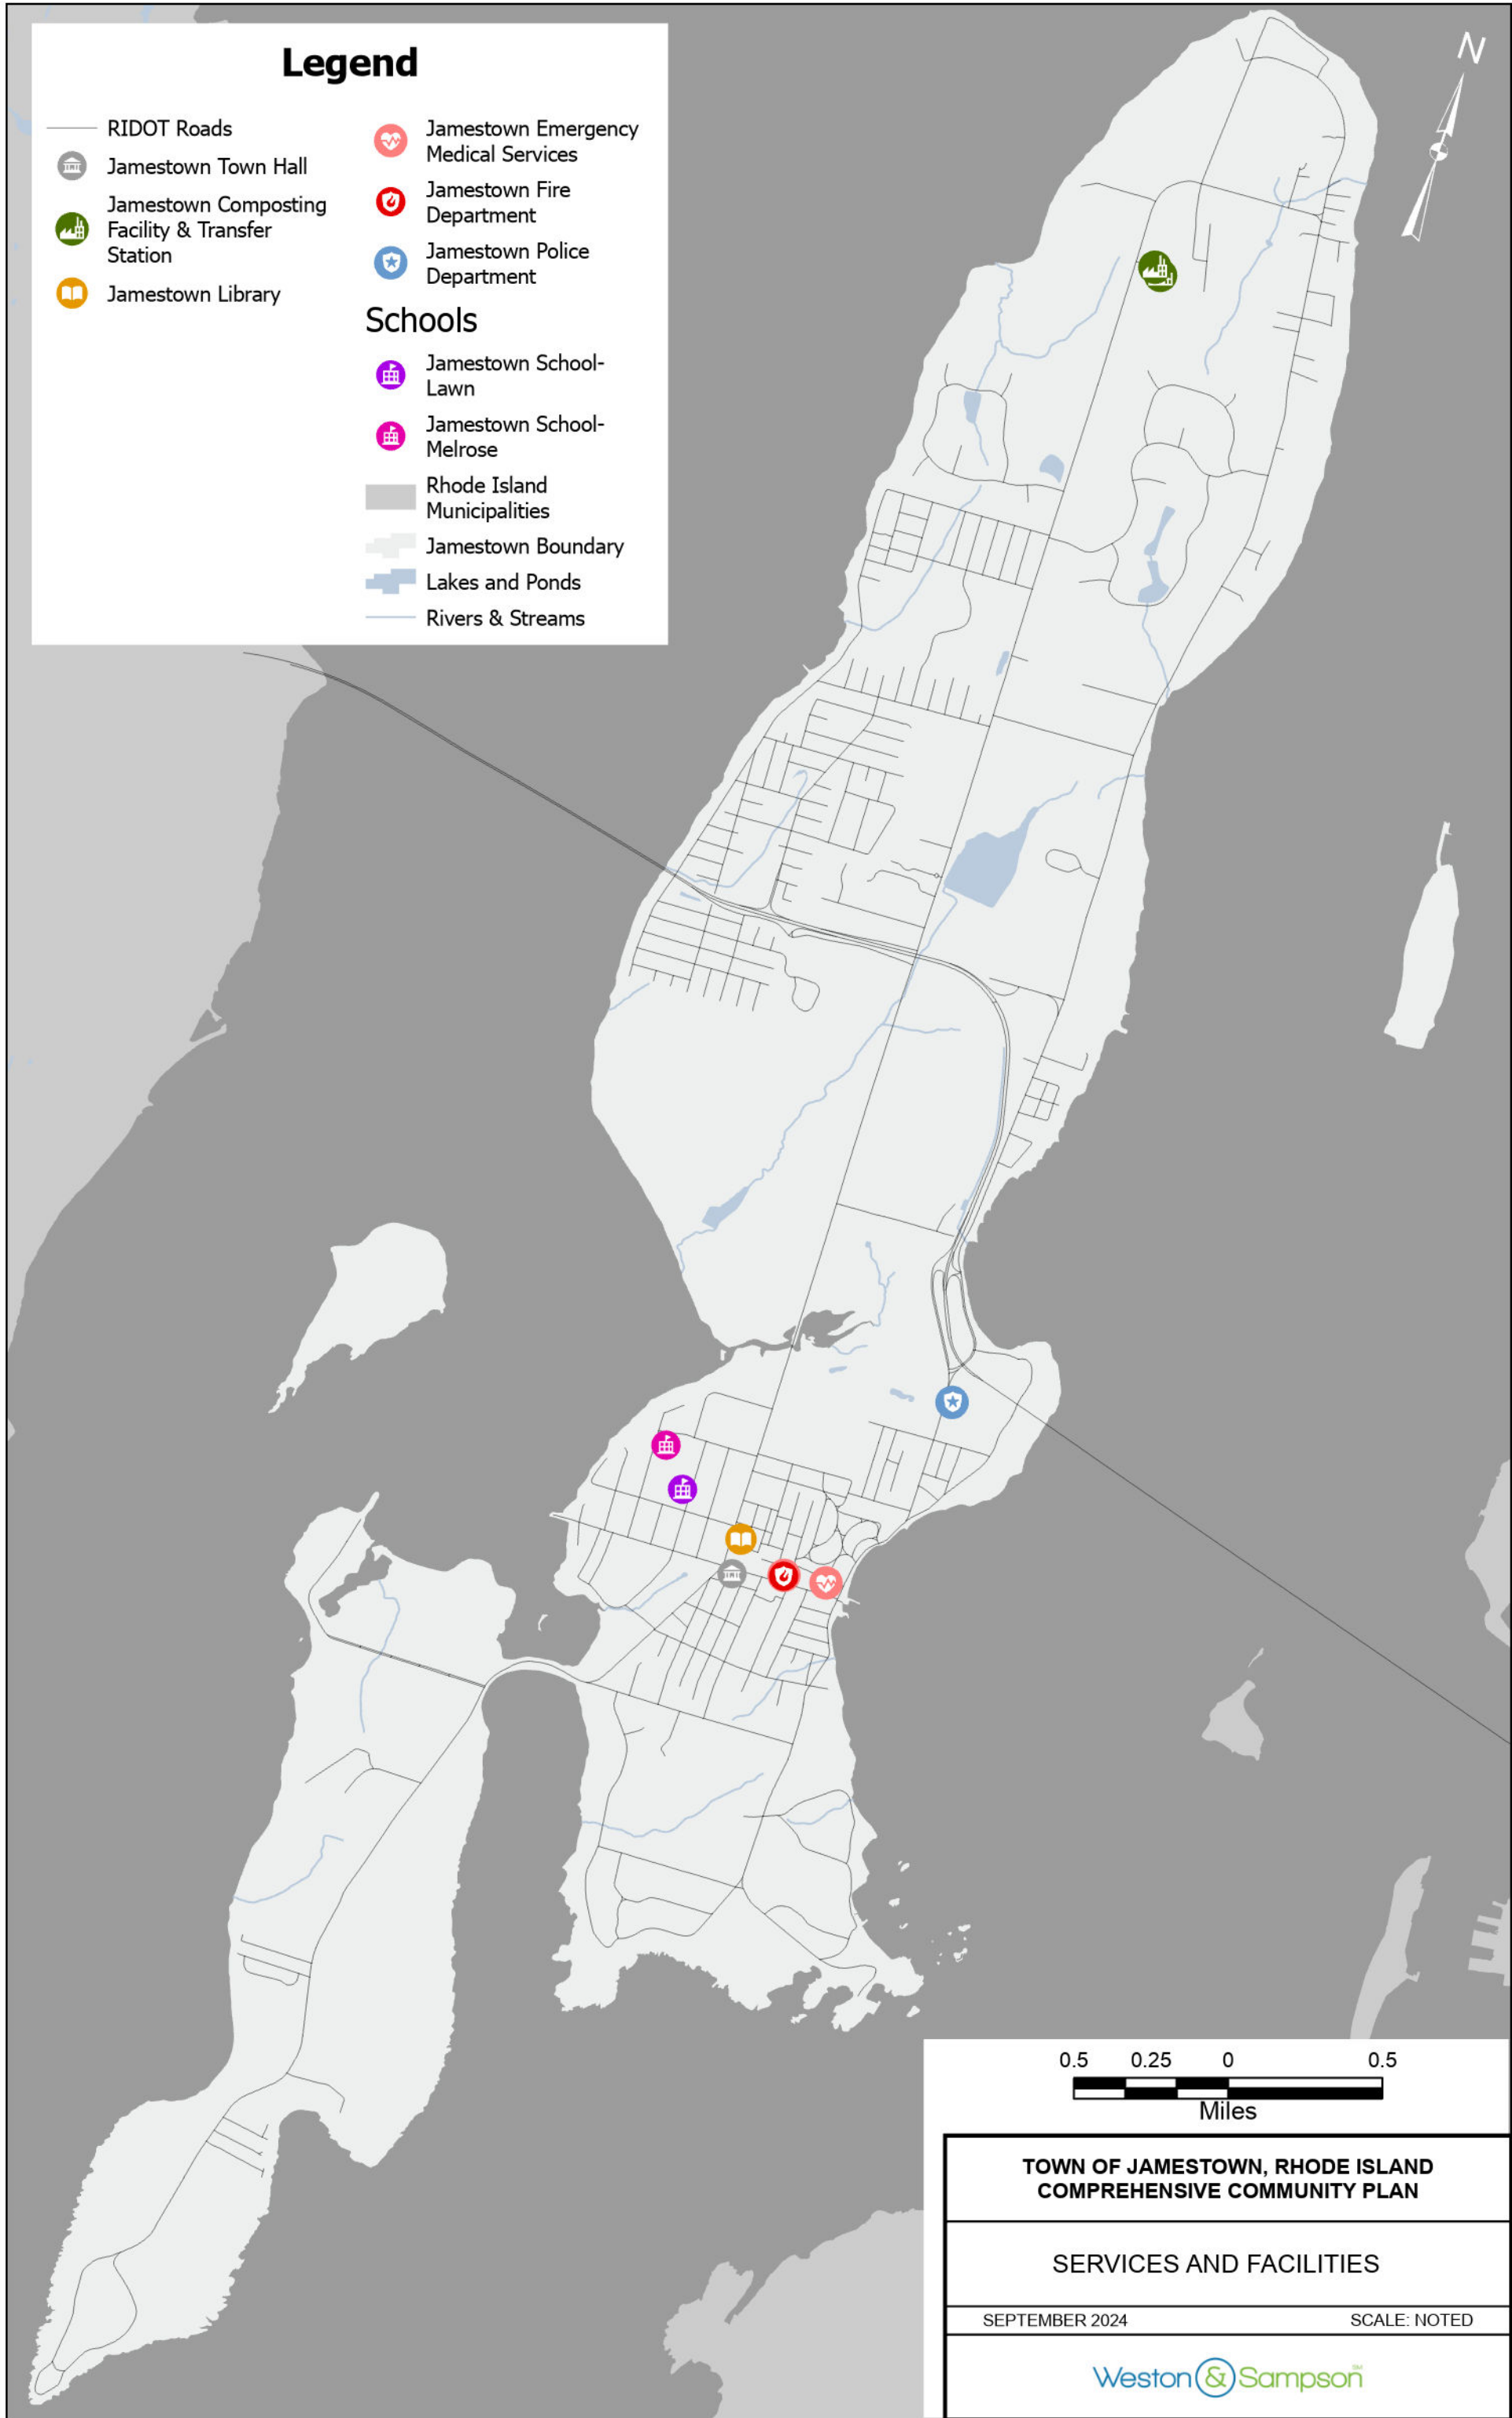 Legend
RIDOT Roads
Jamestown Town Hall
Jamestown Composting
Facility & Transfer
Station
Jamestown Library
Jamestown Emergency
Medical Services
Jamestown Fire
Department
Jamestown Police
Department
Schools
Jamestown School-
Lawn
Jamestown School-
Melrose
Rhode Island
Municipalities
Jamestown Boundary
Lakes and Ponds
Rivers & Streams
N
0.5 0.25 0 0.5
Miles
TOWN OF JAMESTOWN, RHODE ISLAND
COMPREHENSIVE COMMUNITY PLAN
SERVICES AND FACILITIES
SEPTEMBER 2024 SCALE: NOTED
Weston & Sampson℠